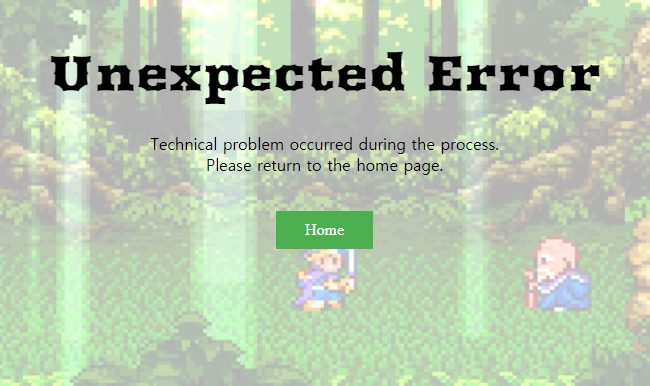 Unexpected Error
Technical problem occurred during the process.
Please return to the home page.
Home